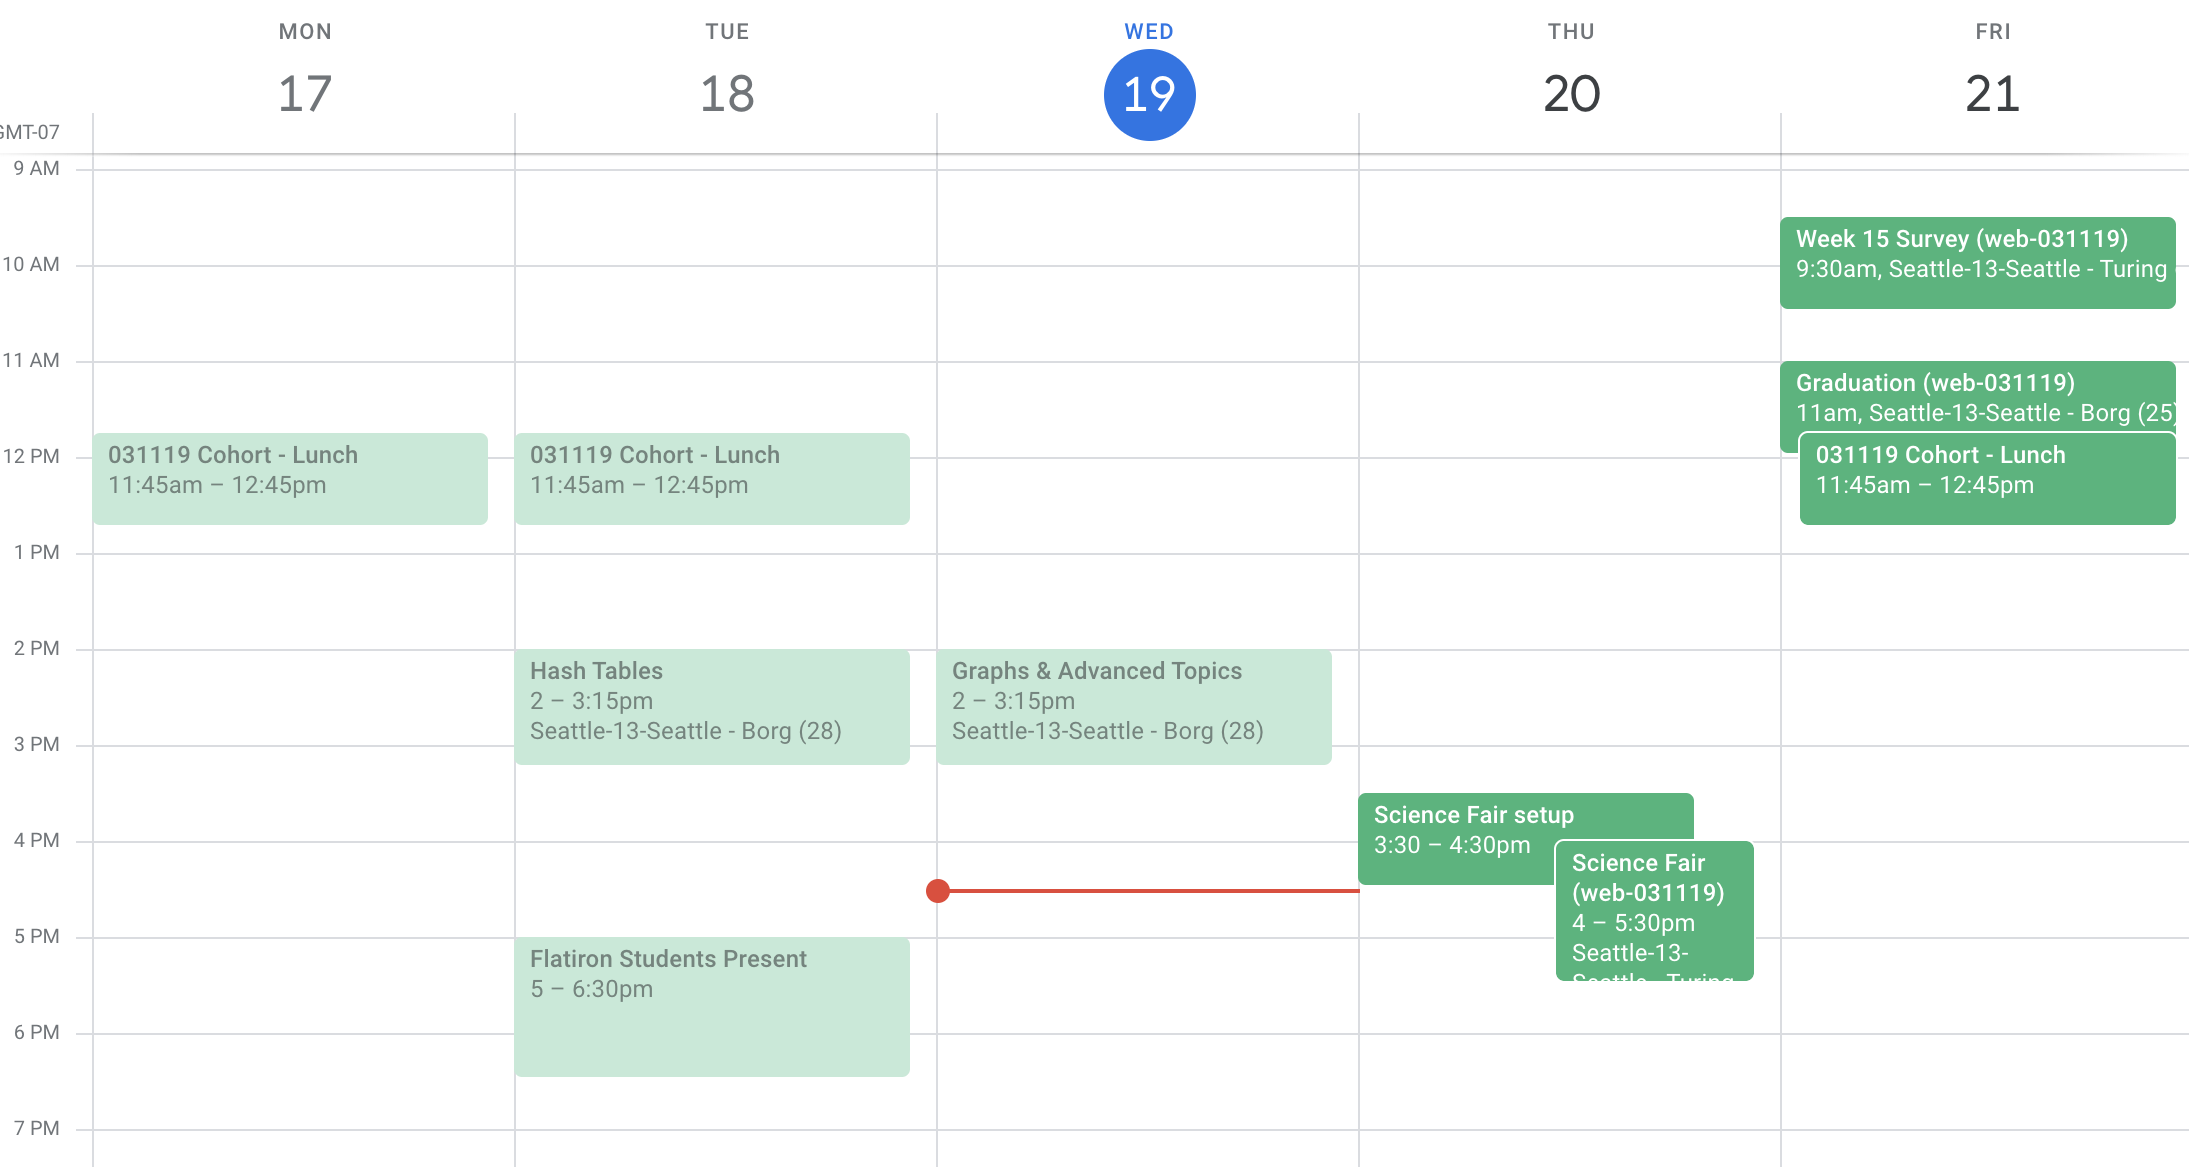 MON
TUE
WED
THU
FRI
17
18
19
20
21
GMT-07
9 AM
10 AM
11 AM
12 PM
1 PM
2 PM
3 PM
4 PM
5 PM
6 PM
7 PM
031119 Cohort - Lunch
11:45am – 12:45pm
031119 Cohort - Lunch
11:45am – 12:45pm
Hash Tables
2 – 3:15pm
Seattle-13-Seattle - Borg (28)
Flatiron Students Present
5 – 6:30pm
Graphs & Advanced Topics
2 – 3:15pm
Seattle-13-Seattle - Borg (28)
Science Fair setup
3:30 – 4:30pm
Science Fair
(web-031119)
4 – 5:30pm
Seattle-13-
Seattle - Turing
Week 15 Survey (web-031119)
9:30am, Seattle-13-Seattle - Turing
Graduation (web-031119)
11am, Seattle-13-Seattle - Borg (25)
031119 Cohort - Lunch
11:45am – 12:45pm